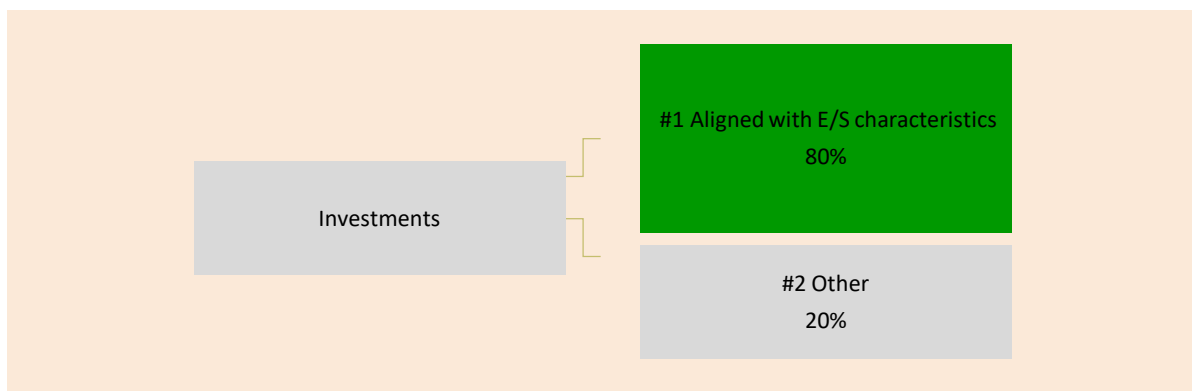 #1 Aligned with E/S characteristics
80%
Investments
#2 Other
20%